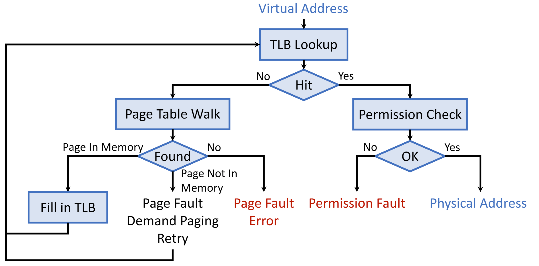 Virtual Address
TLB Lookup
No
Hit
Yes
Page Table Walk
Permission Check
Page In Memory
Found
No
No
OK
Yes
Page Not In
Memory
Fill in TLB
Page Fault
Demand Paging
Retry
Page Fault
Error
Permission Fault
Physical Address